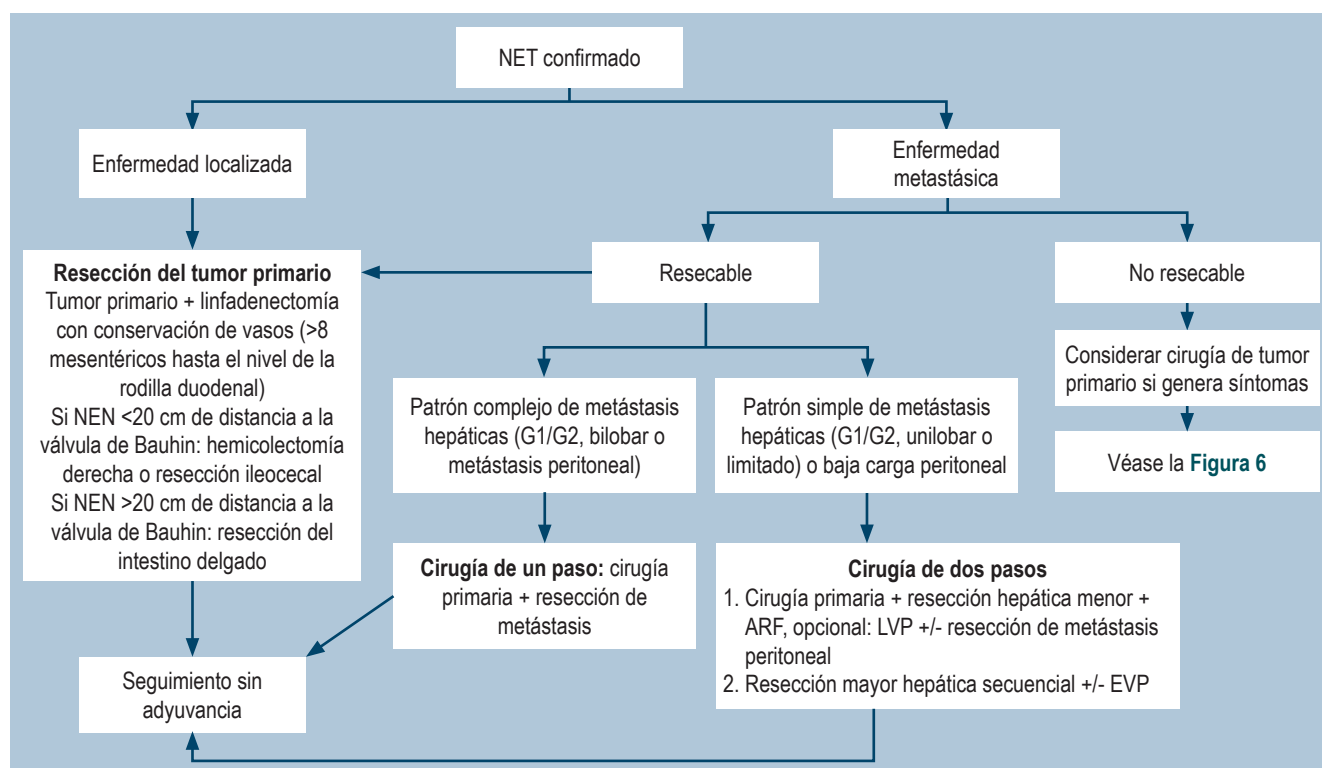 NET confirmado
Enfermedad localizada
Enfermedad
metastásica
Resección del tumor primario
Tumor primario + linfadenectomía
con conservación de vasos (>8
mesentéricos hasta el nivel de la
rodilla duodenal)
Si NEN <20 cm de distancia a la
válvula de Bauhin: hemicolectomía
derecha o resección ileocecal
Si NEN >20 cm de distancia a la
válvula de Bauhin: resección del
intestino delgado
Resecable
No resecable
Considerar cirugía de tumor
primario si genera síntomas
Véase la Figura 6
Patrón complejo de metástasis
hepáticas (G1/G2, bilobar o
metástasis peritoneal)
Patrón simple de metástasis
hepáticas (G1/G2, unilobar o
limitado) o baja carga peritoneal
Cirugía de un paso: cirugía
primaria + resección de
metástasis
Cirugía de dos pasos
1. Cirugía primaria + resección hepática menor +
ARF, opcional: LVP +/- resección de metástasis
peritoneal
2. Resección mayor hepática secuencial +/- EVP
Seguimiento sin
adyuvancia